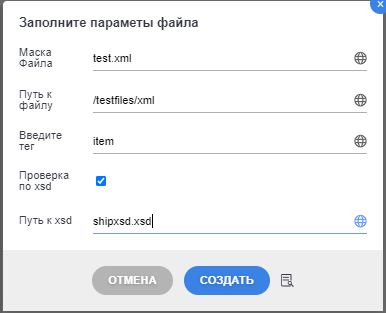 Заполните параметы файла
Маска
Файла
test.xml
Путь к
файлу
/testfiles/xml
Введите
тег
item
Проверка
по xsd
Путь к xsd
shipxsd.xsd
ОТМЕНА
СОЗДАТЬ